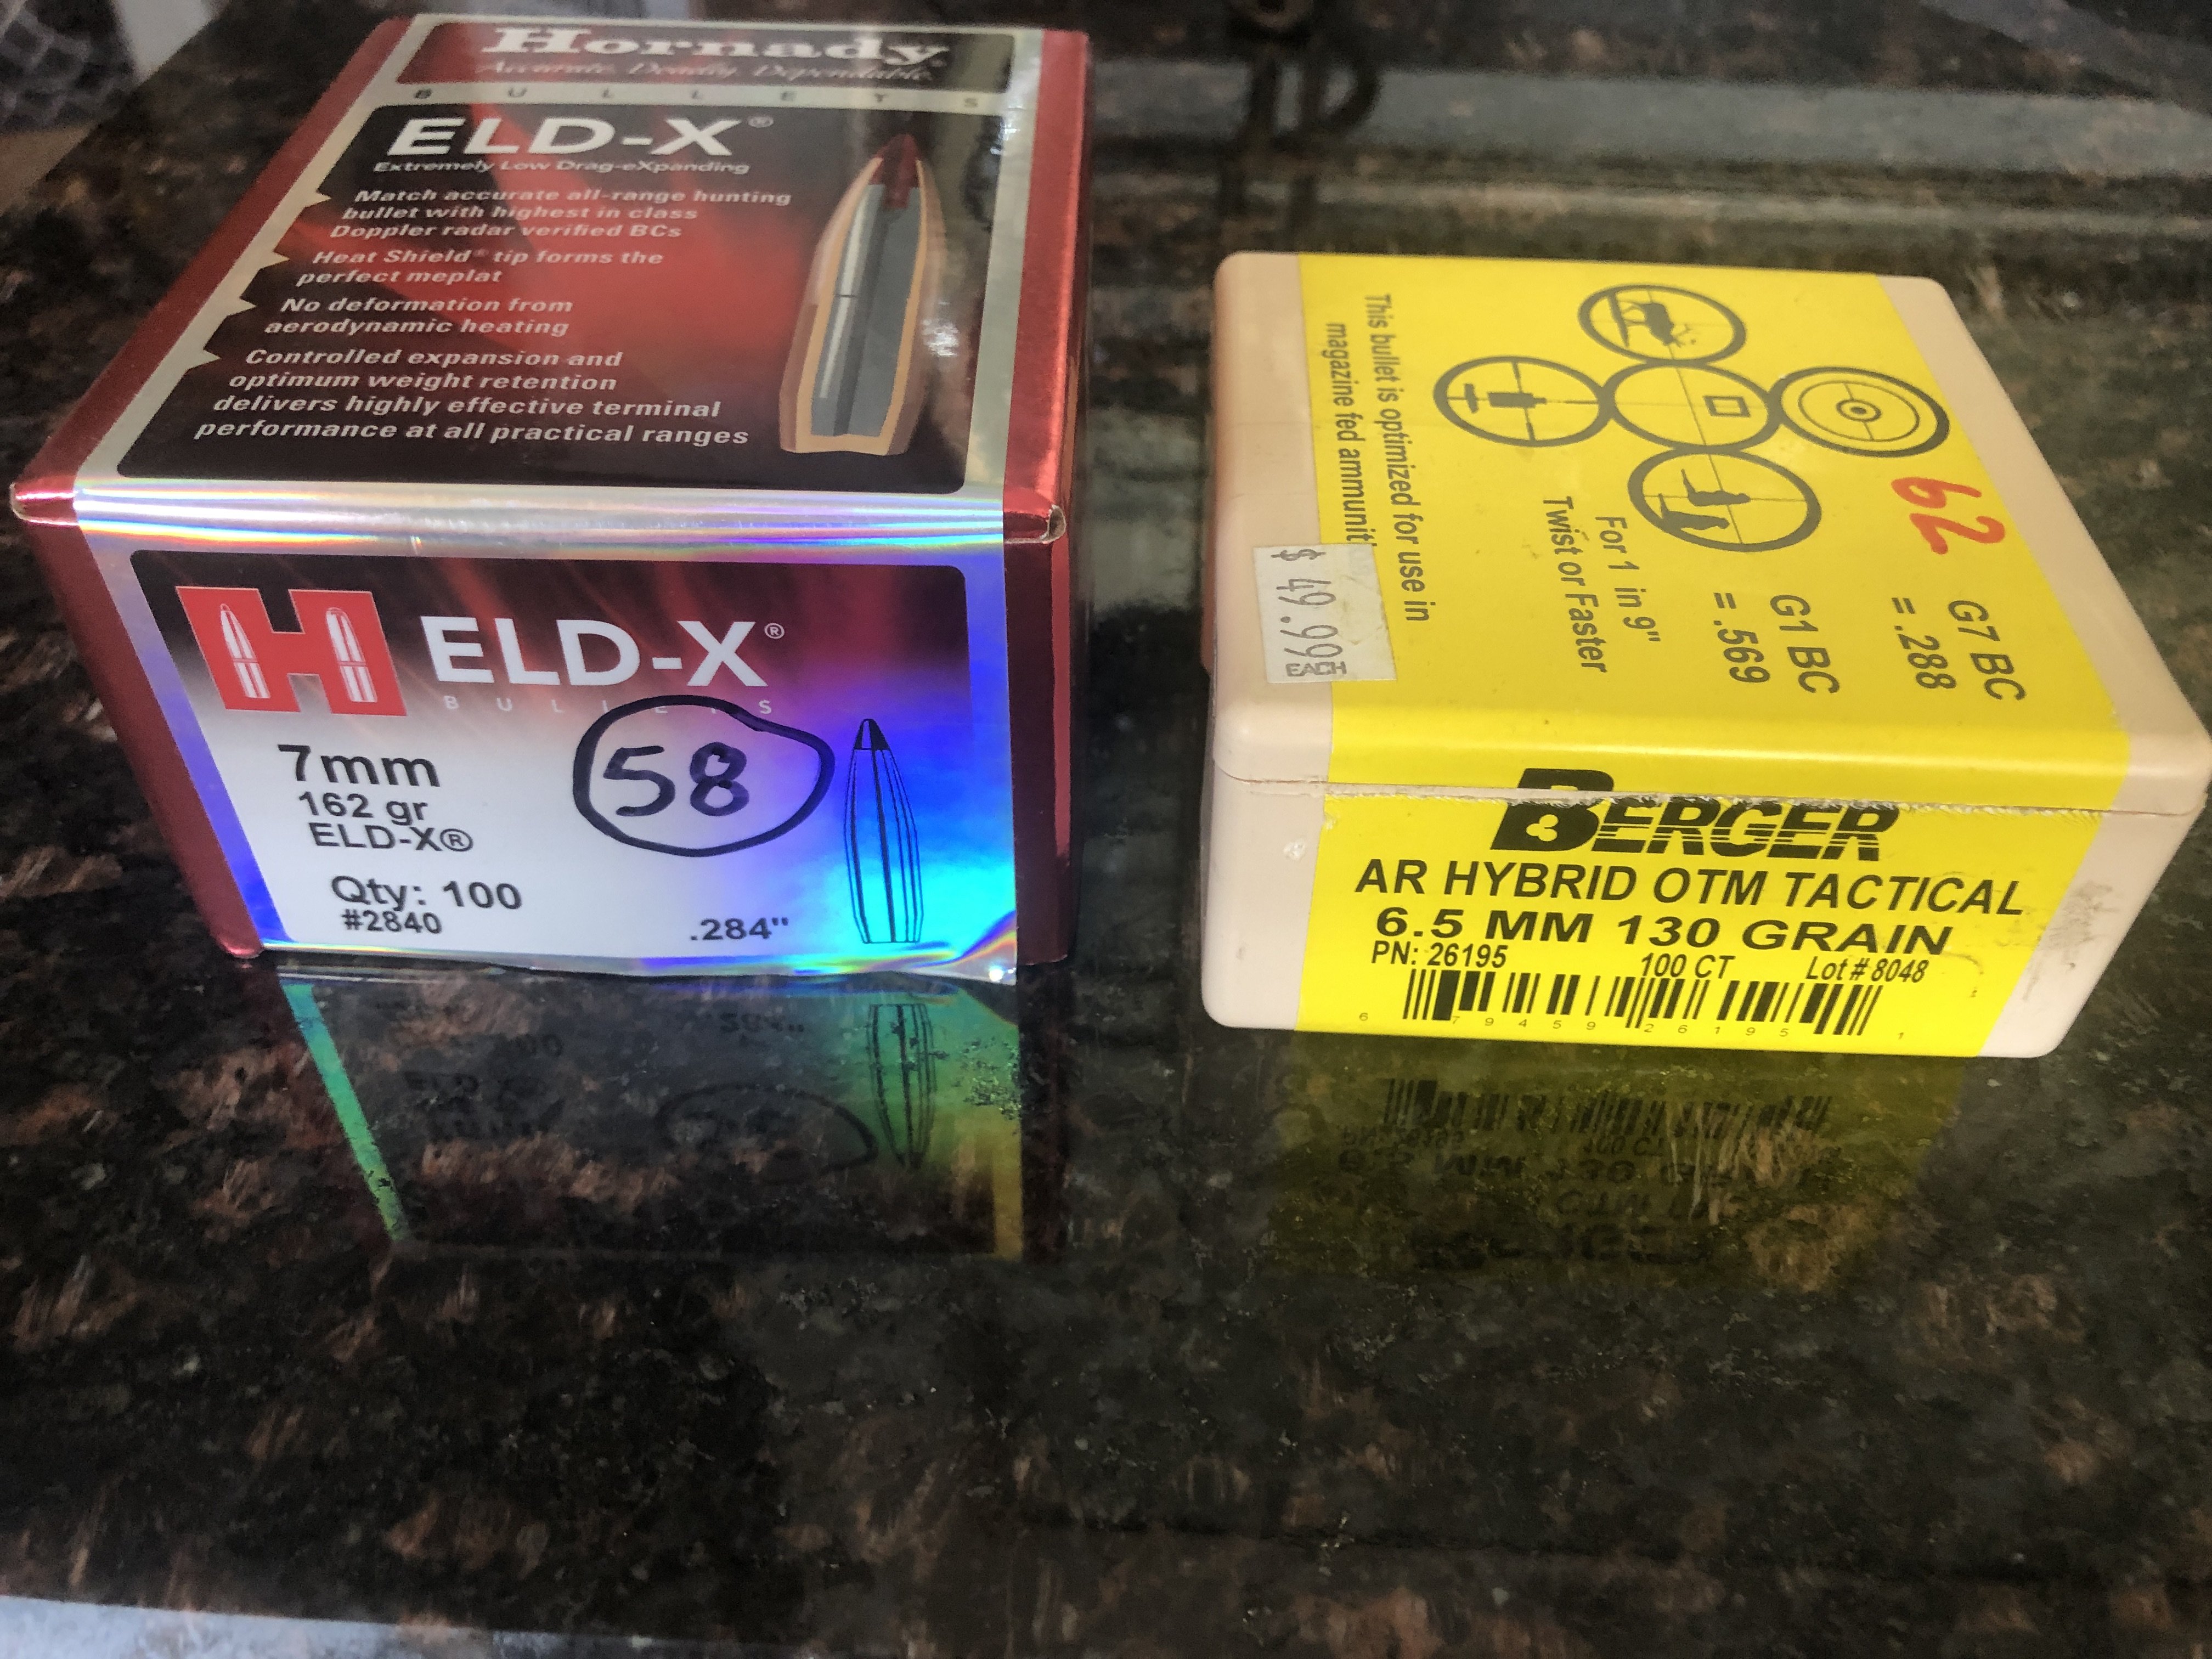 Hornady
Accurate. Deadly. Dependable.
BULLETS
ELD-X®
Extremely Low Drag-eXpanding
Match accurate all-range hunting
bullet with highest in class
Doppler radar verified BCs
Heat Shield® tip forms the
perfect meplat
No deformation from
aerodynamic heating
Controlled expansion and
optimum weight retention
delivers highly effective terminal
performance at all practical ranges
H
ELD-X®
BULLETS
58
7mm
162 gr
ELD-X®
Qty: 100
#2840
.284"
62
G7 BC
= .288
G1 BC
= .569
For 1 in 9"
Twist or Faster
This bullet is optimized for use in
magazine fed
$ 49.99
EACH
BERGER
AR HYBRID OTM TACTICAL
6.5 MM 130 GRAIN
PN: 26195
100 CT
Lot # 8048
6 79459 26195 1